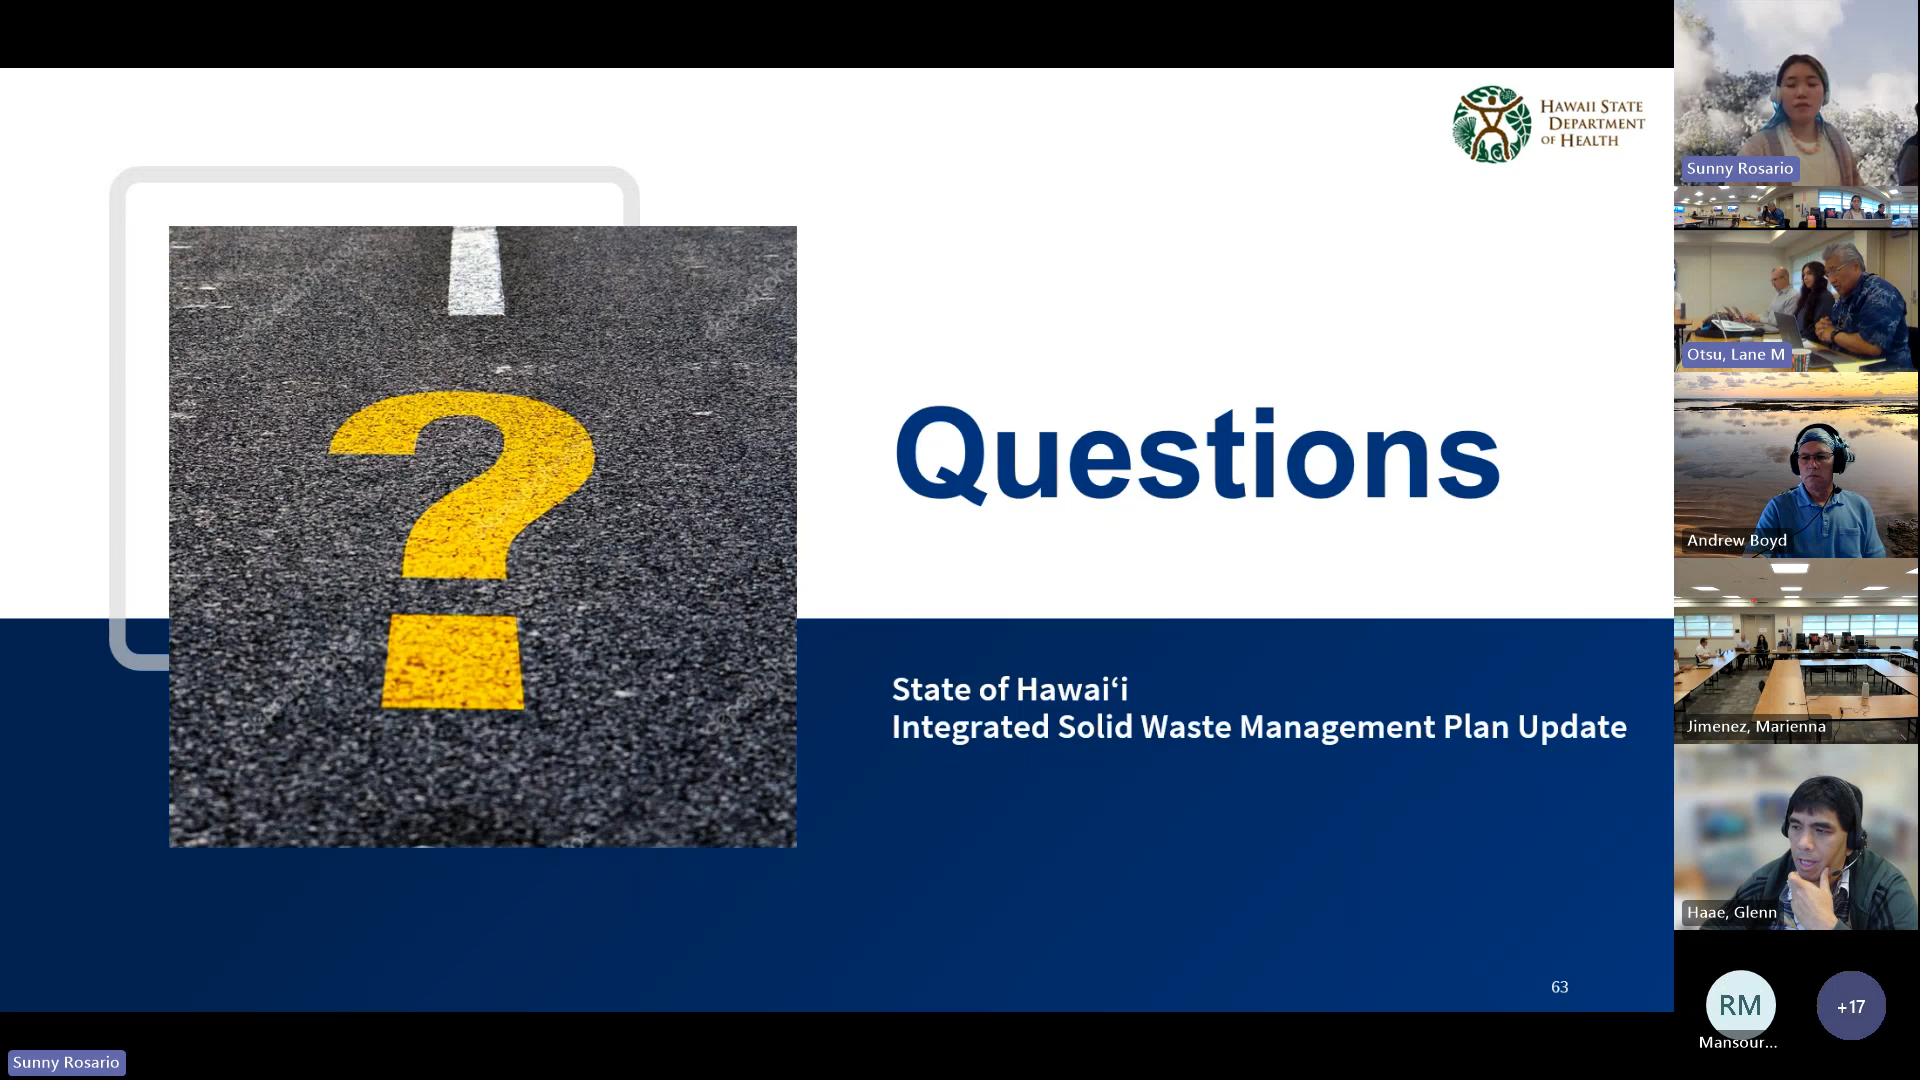 HAWAII STATE
DEPARTMENT
OF HEALTH
Questions
State of Hawaiʻi
Integrated Solid Waste Management Plan Update
63
Sunny Rosario
Sunny Rosario
Otsu, Lane M
Andrew Boyd
Jimenez, Marienna
Haae, Glenn
RM
Mansour...
+17